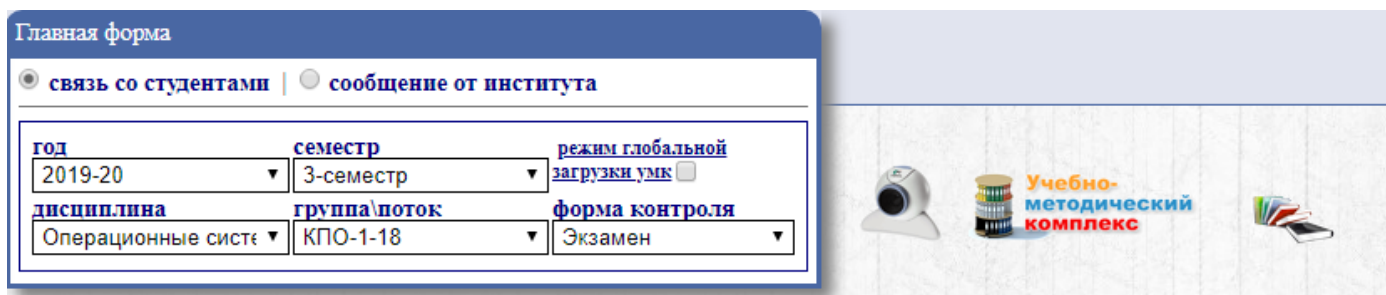 Главная форма
связь со студентами | сообщение от института
год семестр режим глобальной
2019-20 3-семестр загрузки умк
дисциплина группа\поток форма контроля
Операционные систе КПО-1-18 Экзамен
Учебно-
методический
комплекс